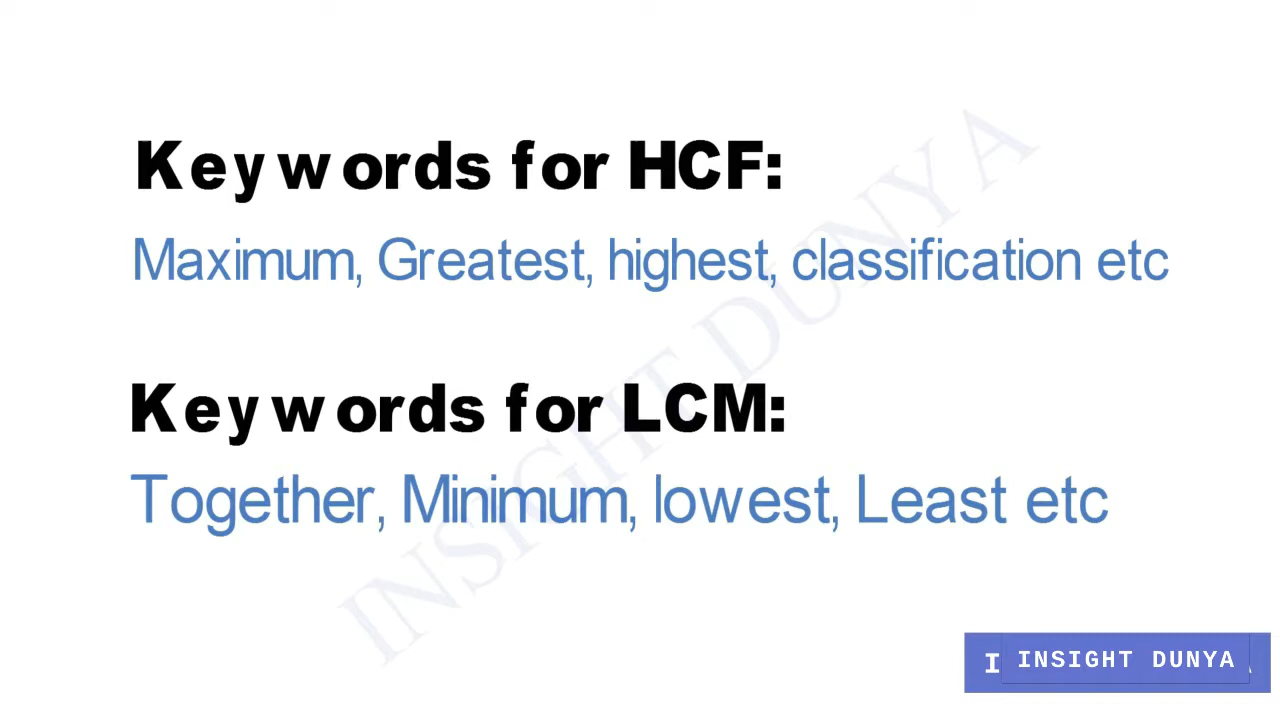 Keywords for HCF:
Maximum, Greatest, highest, classification etc
Keywords for LCM:
Together, Minimum, lowest, Least etc
INSIGHT DUNYA
INSIGHT DUNYA